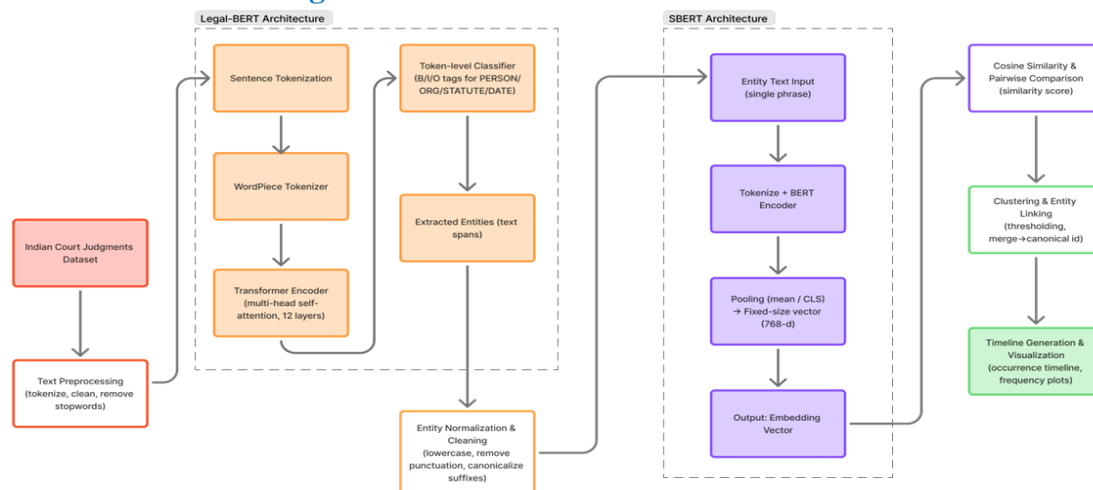 Legal-BERT Architecture
SBERT Architecture
Indian Court Judgments
Dataset
Text Preprocessing
(tokenize, clean, remove
stopwords)
Sentence Tokenization
WordPiece Tokenizer
Transformer Encoder
(multi-head self-
attention, 12 layers)
Token-level Classifier
(B/I/O tags for PERSON/
ORG/STATUTE/DATE)
Extracted Entities (text
spans)
Entity Normalization &
Cleaning
(lowercase, remove
punctuation, canonicalize
suffixes)
Entity Text Input
(single phrase)
Tokenize + BERT
Encoder
Pooling (mean / CLS)
→ Fixed-size vector
(768-d)
Output: Embedding
Vector
Cosine Similarity &
Pairwise Comparison
(similarity score)
Clustering & Entity
Linking
(thresholding,
merge→canonical id)
Timeline Generation &
Visualization
(occurrence timeline,
frequency plots)